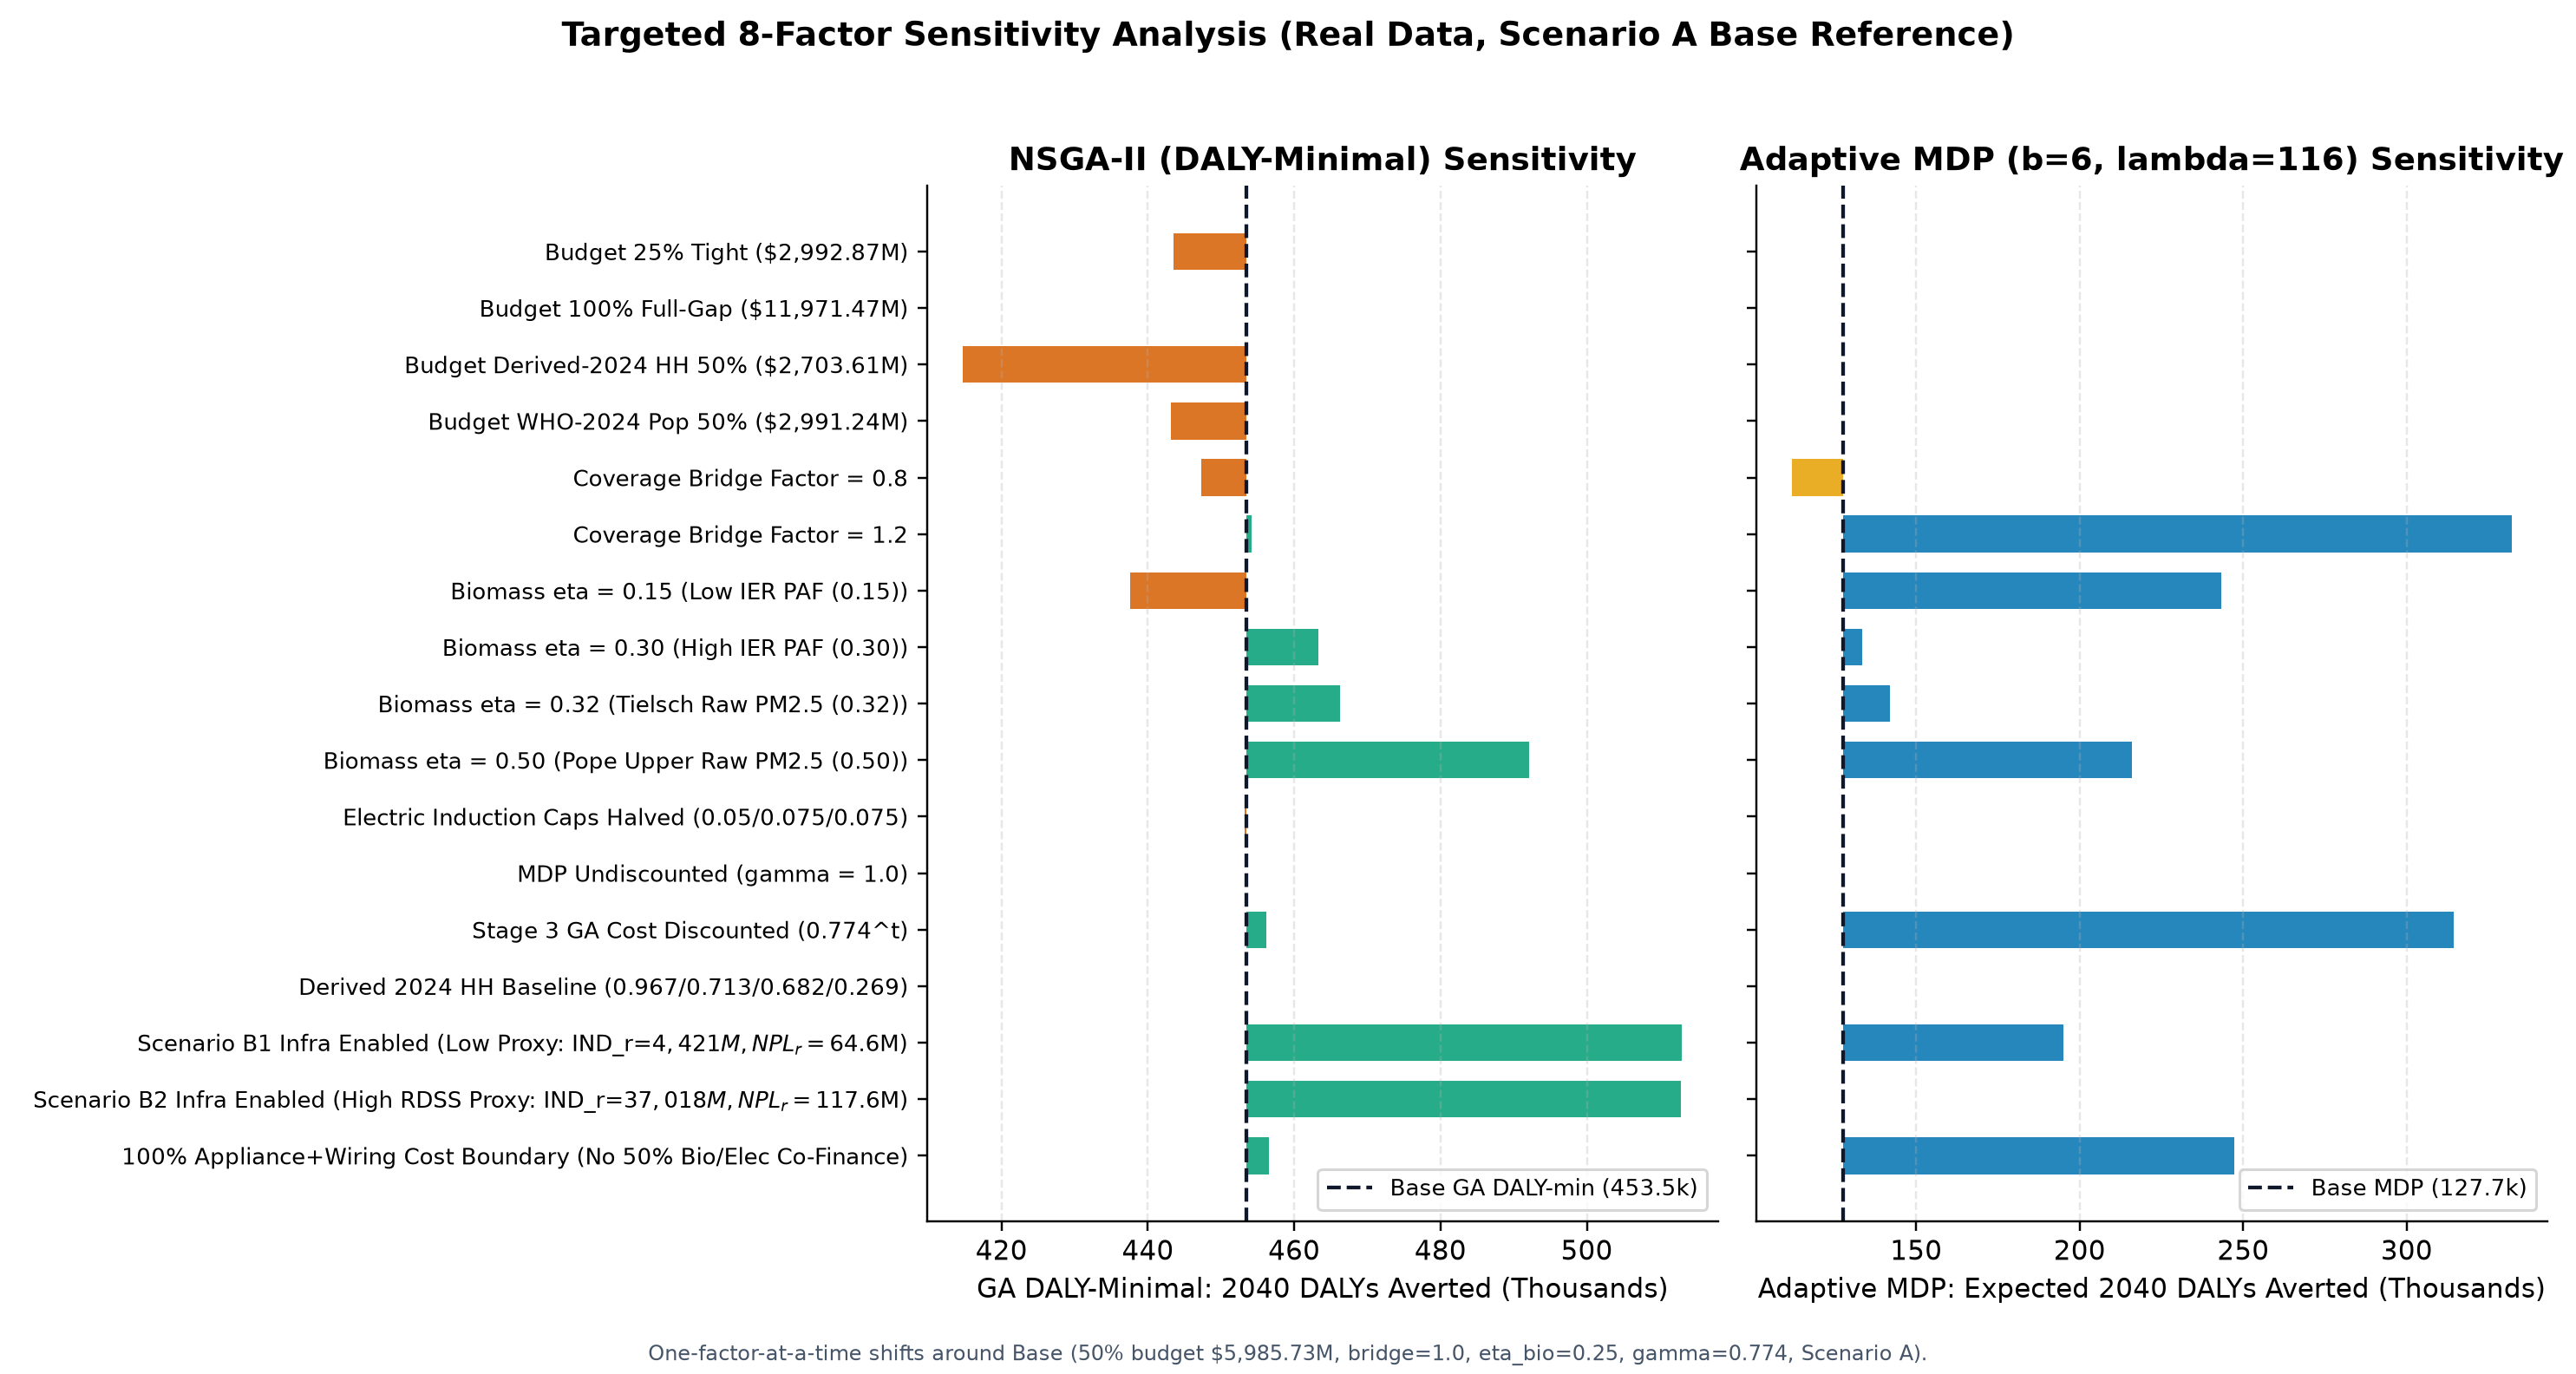 Targeted 8-Factor Sensitivity Analysis (Real Data, Scenario A Base Reference)
NSGA-II (DALY-Minimal) Sensitivity
Adaptive MDP (b=6, lambda=116) Sensitivity
Budget 25% Tight ($2,992.87M)
Budget 100% Full-Gap ($11,971.47M)
Budget Derived-2024 HH 50% ($2,703.61M)
Budget WHO-2024 Pop 50% ($2,991.24M)
Coverage Bridge Factor = 0.8
Coverage Bridge Factor = 1.2
Biomass eta = 0.15 (Low IER PAF (0.15))
Biomass eta = 0.30 (High IER PAF (0.30))
Biomass eta = 0.32 (Tielsch Raw PM2.5 (0.32))
Biomass eta = 0.50 (Pope Upper Raw PM2.5 (0.50))
Electric Induction Caps Halved (0.05/0.075/0.075)
MDP Undiscounted (gamma = 1.0)
Stage 3 GA Cost Discounted (0.774^t)
Derived 2024 HH Baseline (0.967/0.713/0.682/0.269)
Scenario B1 Infra Enabled (Low Proxy: IND_r=4,421M,NPLr=64.6M)
Scenario B2 Infra Enabled (High RDSS Proxy: IND_r=37,018M,NPLr=117.6M)
100% Appliance+Wiring Cost Boundary (No 50% Bio/Elec Co-Finance)
Base GA DALY-min (453.5k)
Base MDP (127.7k)
420 440 460 480 500
150 200 250 300
GA DALY-Minimal: 2040 DALYs Averted (Thousands)
Adaptive MDP: Expected 2040 DALYs Averted (Thousands)
One-factor-at-a-time shifts around Base (50% budget $5,985.73M, bridge=1.0, eta_bio=0.25, gamma=0.774, Scenario A).